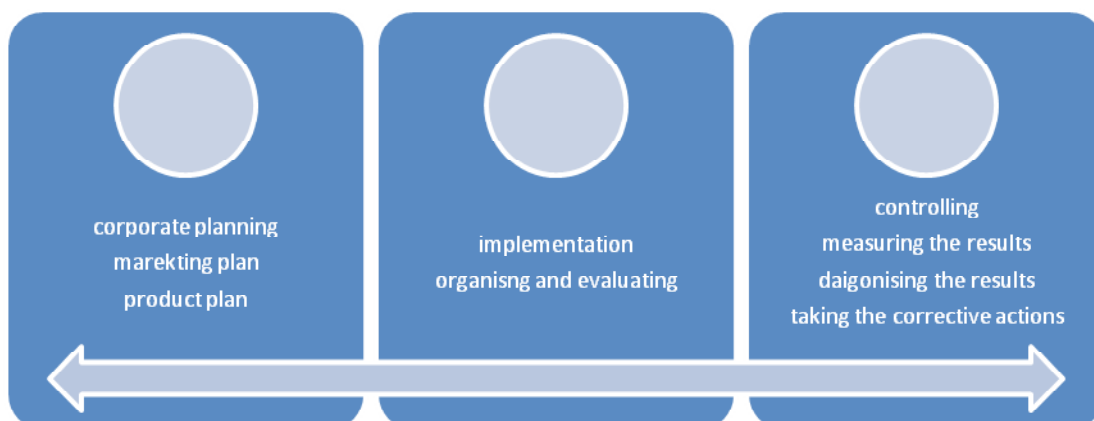 corporate planning
marekting plan
product plan
implementation
organisng and evaluating
controlling
measuring the results
daigonising the results
taking the corrective actions